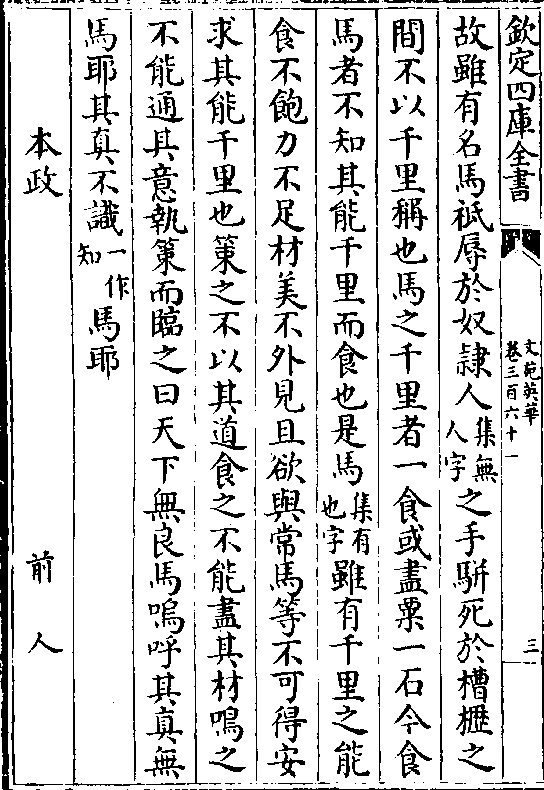 欽定四庫全書
文苑英華
卷三百六十一
三
故雖有名馬祗辱於奴𨽻人集無人字之手駢死於槽櫪之
間不以千里稱也馬之千里者一食或盡粟一石今食
馬者不知其能千里而食也是馬集有也字雖有千里之能
食不飽力不足材美不外見且欲與常馬等不可得安
求其能千里也策之不以其道食之不能盡其材鳴之
不能通其意執策而臨之曰天下無良馬嗚呼其真無
馬耶其真不識一作知馬耶
本政 前人